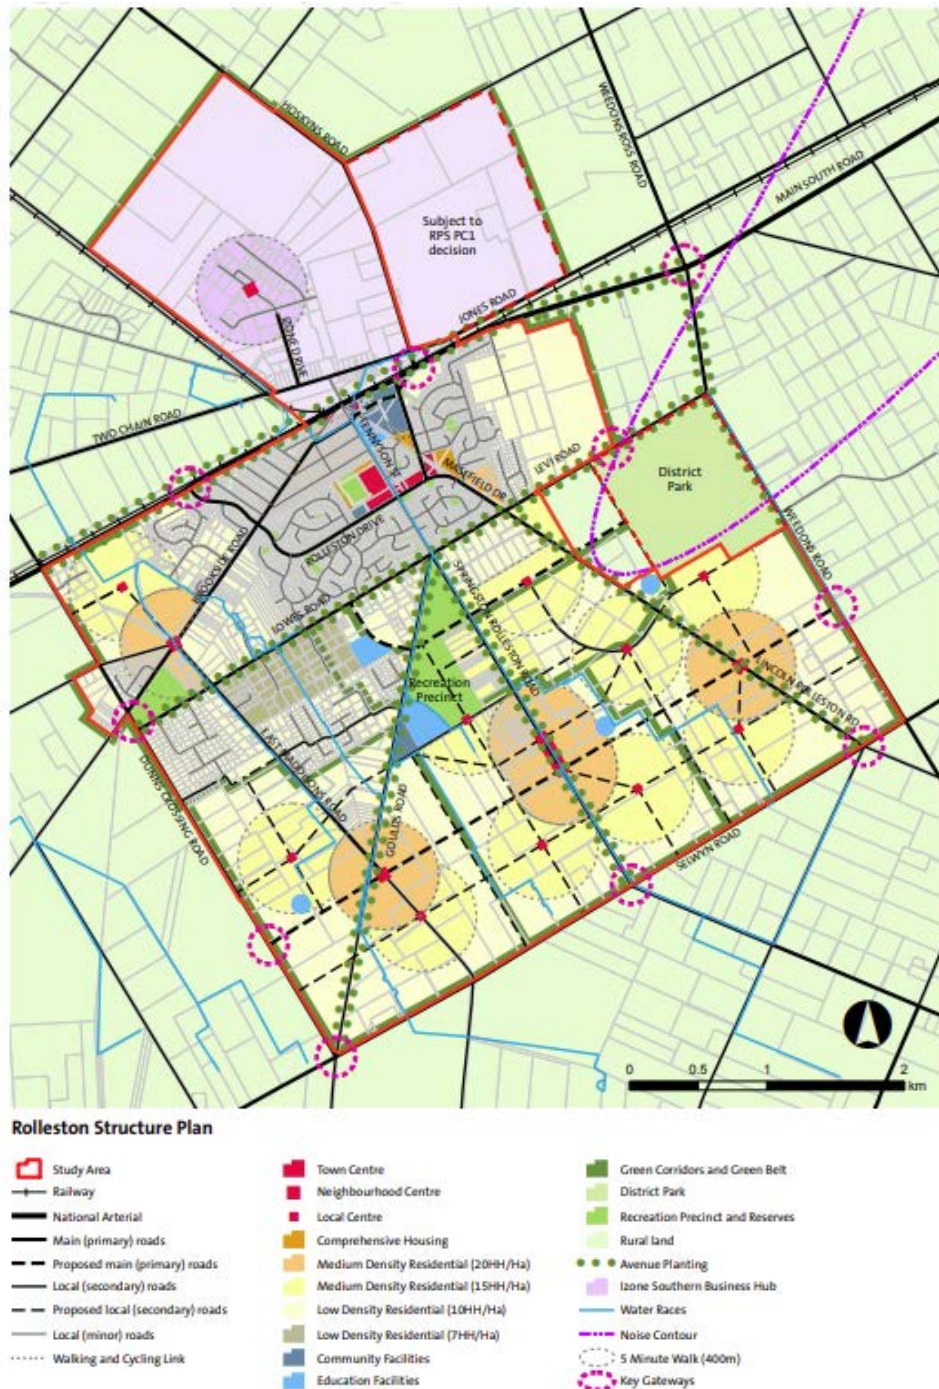 HOSKYNS ROAD
WEEDONS ROSS ROAD
MAIN SOUTH ROAD
Subject to
RPS PC1
decision
JONES ROAD
IZONE DRIVE
TWO CHAIN ROAD
TENNYSON ST
MASEFIELD DR
LEVI ROAD
District
Park
ROLLESTON DRIVE
BROOKSIDE ROAD
LOWES ROAD
SPRINGSTON ROLLESTON ROAD
WEEDONS ROAD
Recreation
Precinct
LINCOLN ROLLESTON RD
EAST MADDISONS ROAD
DUNNS CROSSING ROAD
GOULDS ROAD
SELWYN ROAD
0 0.5 1 2
km
Rolleston Structure Plan
Study Area
Railway
National Arterial
Main (primary) roads
Proposed main (primary) roads
Local (secondary) roads
Proposed local (secondary) roads
Local (minor) roads
Walking and Cycling Link
Town Centre
Neighbourhood Centre
Local Centre
Comprehensive Housing
Medium Density Residential (20HH/Ha)
Medium Density Residential (15HH/Ha)
Low Density Residential (10HH/Ha)
Low Density Residential (7HH/Ha)
Community Facilities
Education Facilities
Green Corridors and Green Belt
District Park
Recreation Precinct and Reserves
Rural land
Avenue Planting
Izone Southern Business Hub
Water Races
Noise Contour
5 Minute Walk (400m)
Key Gateways